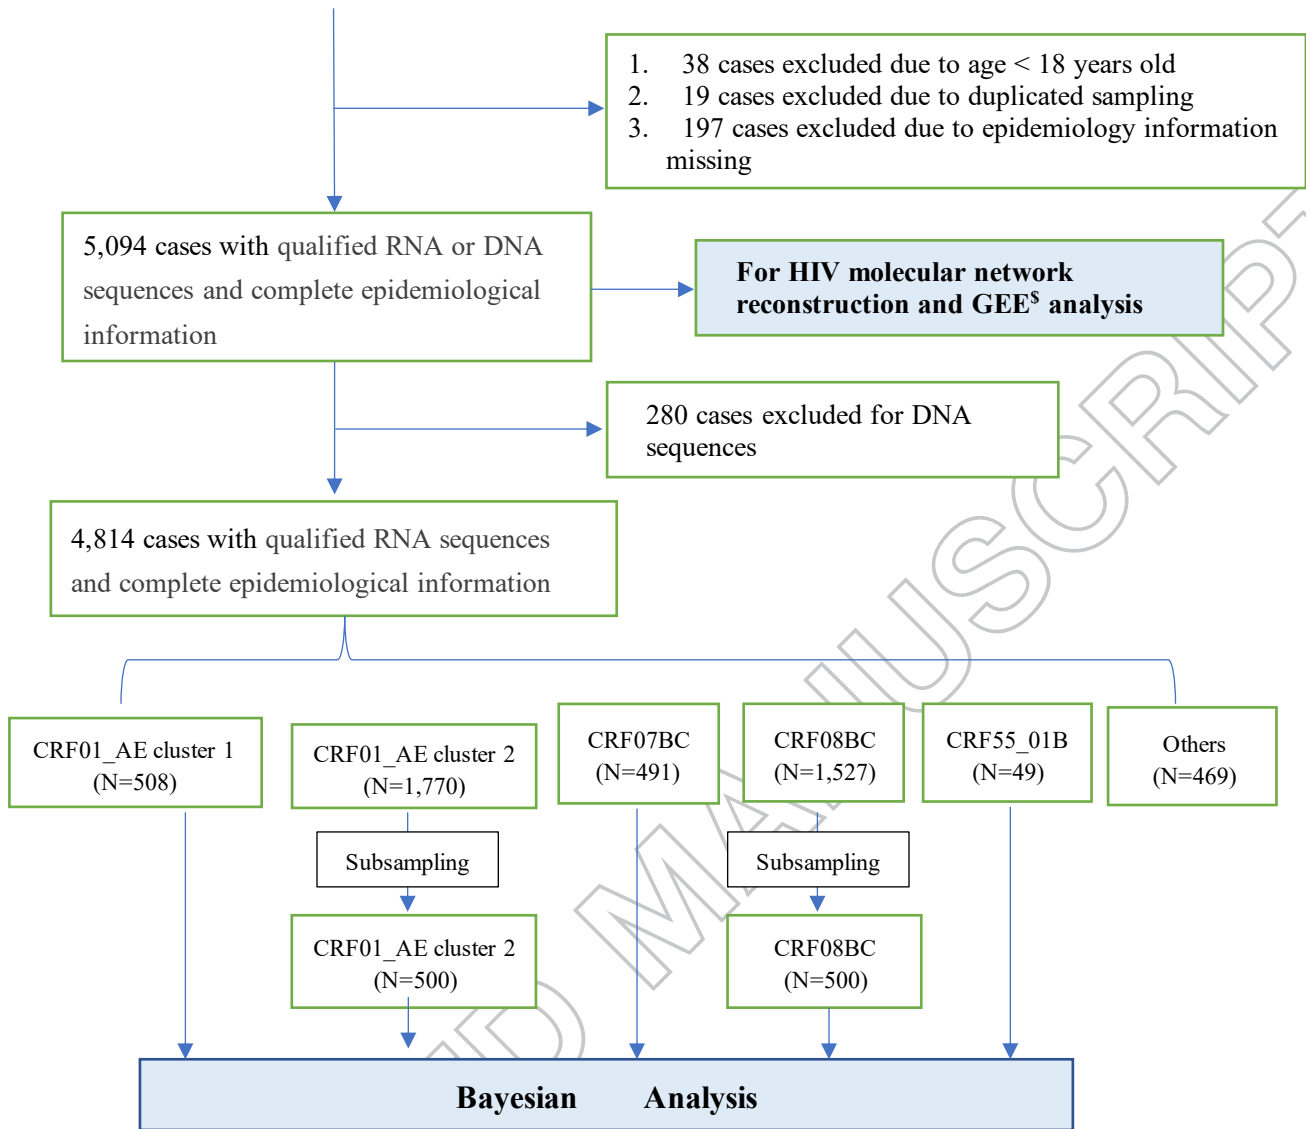 1. 38 cases excluded due to age < 18 years old
2. 19 cases excluded due to duplicated sampling
3. 197 cases excluded due to epidemiology information
missing
5,094 cases with qualified RNA or DNA
sequences and complete epidemiological
information
For HIV molecular network
reconstruction and GEE$ analysis
280 cases excluded for DNA
sequences
4,814 cases with qualified RNA sequences
and complete epidemiological information
CRF01_AE cluster 1
(N=508)
CRF01_AE cluster 2
(N=1,770)
CRF07BC
(N=491)
CRF08BC
(N=1,527)
CRF55_01B
(N=49)
Others
(N=469)
Subsampling
Subsampling
CRF01_AE cluster 2
(N=500)
CRF08BC
(N=500)
Bayesian Analysis
MANUSCRIPT